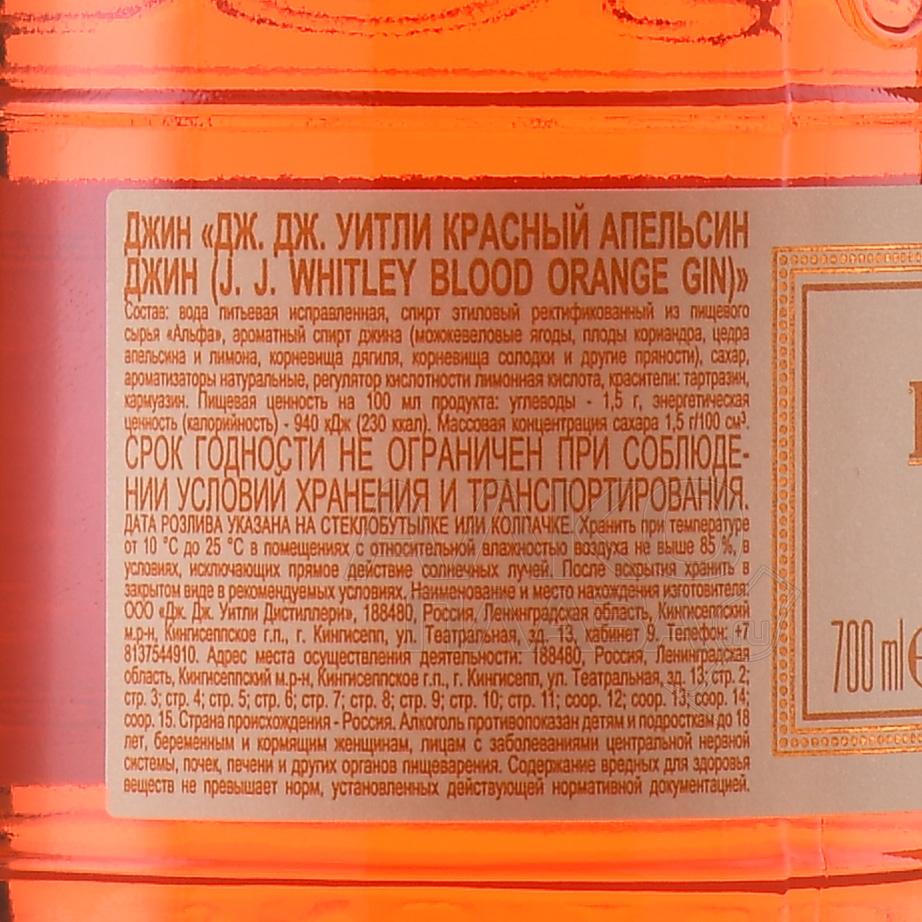 ДЖИН «ДЖ. ДЖ. УИТЛИ КРАСНЫЙ АПЕЛЬСИН
ДЖИН (J. J. WHITLEY BLOOD ORANGE GIN)»
Состав: вода питьевая исправленная, спирт этиловый ректификованный из пищевого
сырья «Альфа», ароматный спирт джина (можжевеловые ягоды, плоды кориандра, цедра
апельсина и лимона, корневища дягиля, корневища солодки и другие пряности), сахар,
ароматизаторы натуральные, регулятор кислотности лимонная кислота, красители: тартразин,
кармуазин. Пищевая ценность на 100 мл продукта: углеводы - 1,5 г, энергетическая
ценность (калорийность) - 940 кДж (230 ккал). Массовая концентрация сахара 1,5 г/100 см³.
СРОК ГОДНОСТИ НЕ ОГРАНИЧЕН ПРИ СОБЛЮДЕ-
НИИ УСЛОВИЙ ХРАНЕНИЯ И ТРАНСПОРТИРОВАНИЯ.
ДАТА РОЗЛИВА УКАЗАНА НА СТЕКЛОБУТЫЛКЕ ИЛИ КОЛПАЧКЕ. Хранить при температуре
от 10 °С до 25 °С в помещениях с относительной влажностью воздуха не выше 85 %, в
условиях, исключающих прямое действие солнечных лучей. После вскрытия хранить в
закрытом виде в рекомендуемых условиях. Наименование и место нахождения изготовителя:
ООО «Дж. Дж. Уитли Дистиллери», 188480, Россия, Ленинградская область, Кингисеппский
м.р-н, Кингисеппское г.п., г. Кингисепп, ул. Театральная, зд. 13, кабинет 9. Телефон: +7
8137544910. Адрес места осуществления деятельности: 188480, Россия, Ленинградская
область, Кингисеппский м.р-н, Кингисеппское г.п., г. Кингисепп, ул. Театральная, зд. 13; стр. 2;
стр. 3; стр. 4; стр. 5; стр. 6; стр. 7; стр. 8; стр. 9; стр. 10; стр. 11; соор. 12; соор. 13; соор. 14;
соор. 15. Страна происхождения - Россия. Алкоголь противопоказан детям и подросткам до 18
лет, беременным и кормящим женщинам, лицам с заболеваниями центральной нервной
системы, почек, печени и других органов пищеварения. Содержание вредных для здоровья
веществ не превышает норм, установленных действующей нормативной документацией.
700 ml